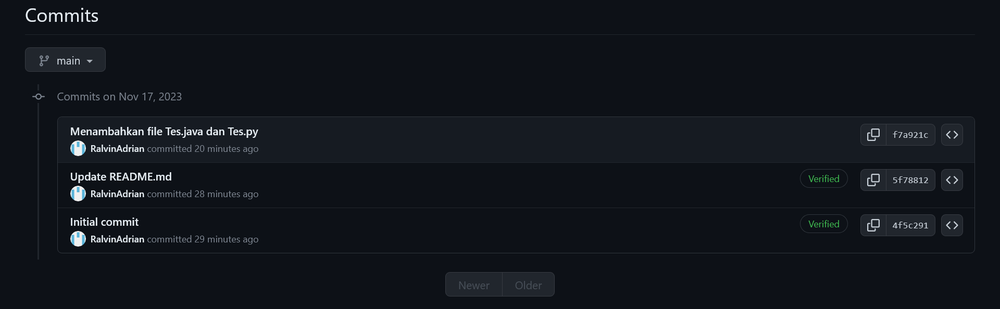 Commits
main
Commits on Nov 17, 2023
Menambahkan file Tes.java dan Tes.py
RalvinAdrian committed 20 minutes ago
f7a921c
Update README.md
RalvinAdrian committed 28 minutes ago
Verified
5f78812
Initial commit
RalvinAdrian committed 29 minutes ago
Verified
4f5c291
Newer
Older